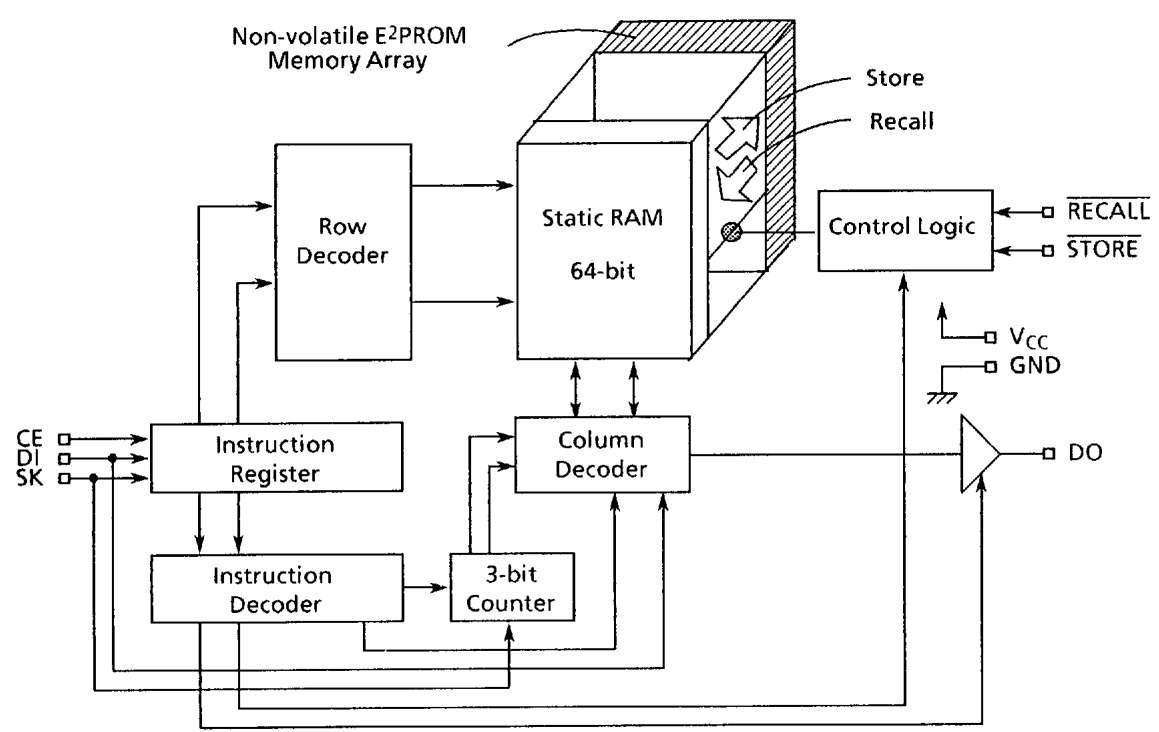 Non-volatile E²PROM
Memory Array
Store
Recall
Row
Decoder
Static RAM
64-bit
Control Logic
RECALL
STORE
VCC
GND
CE
DI
SK
Instruction
Register
Column
Decoder
DO
Instruction
Decoder
3-bit
Counter